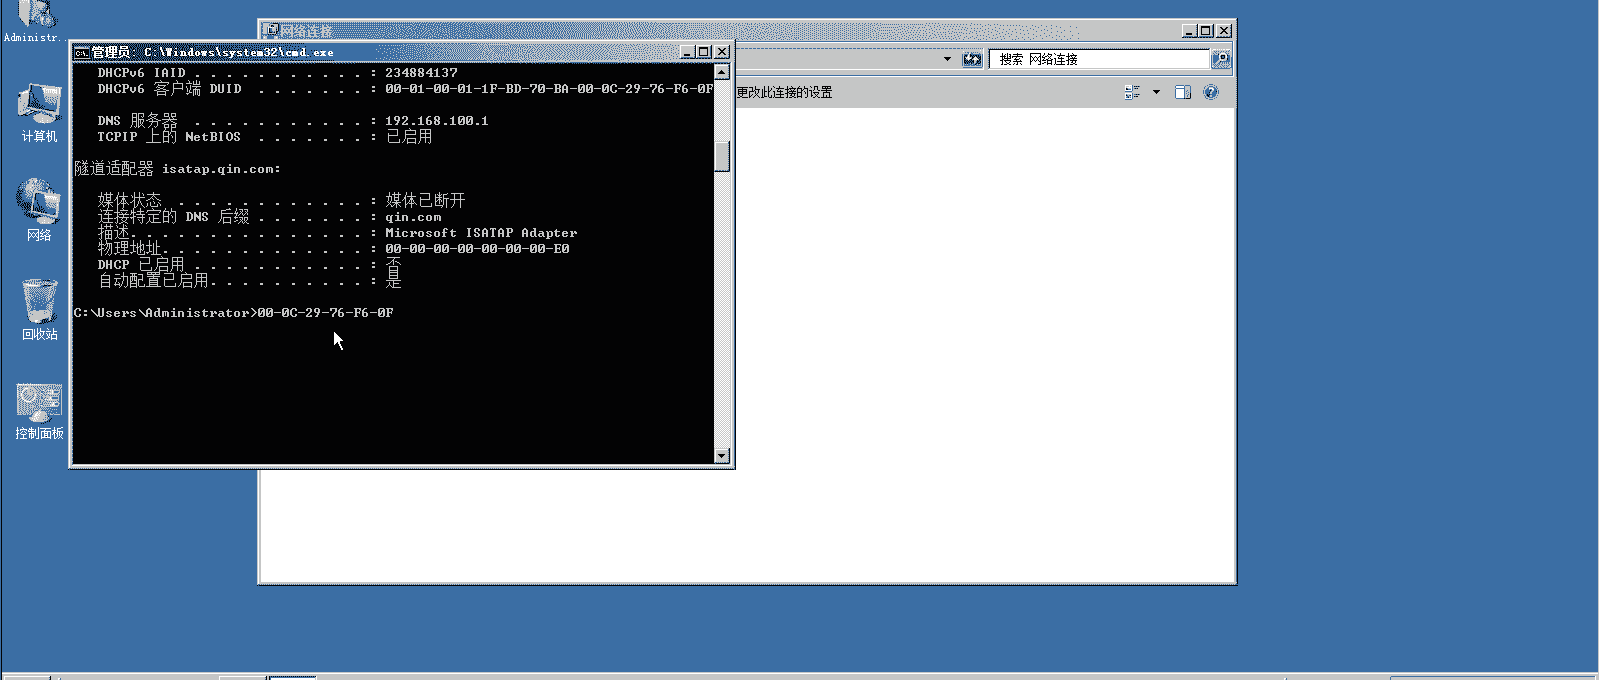 Administr...
计算机
网络
回收站
控制面板
网络连接
搜索 网络连接
更改此连接的设置
管理员: C:\Windows\system32\cmd.exe
DHCPv6 IAID . . . . . . . . . . . : 234884137
DHCPv6 客户端 DUID  . . . . . . . : 00-01-00-01-1F-BD-70-BA-00-0C-29-76-F6-0F
DNS 服务器  . . . . . . . . . . . : 192.168.100.1
TCPIP 上的 NetBIOS  . . . . . . . : 已启用
隧道适配器 isatap.qin.com:
媒体状态  . . . . . . . . . . . . : 媒体已断开
连接特定的 DNS 后缀 . . . . . . . : qin.com
描述. . . . . . . . . . . . . . . : Microsoft ISATAP Adapter
物理地址. . . . . . . . . . . . . : 00-00-00-00-00-00-00-E0
DHCP 已启用 . . . . . . . . . . . : 否
自动配置已启用. . . . . . . . . . : 是
C:\Users\Administrator>00-0C-29-76-F6-0F